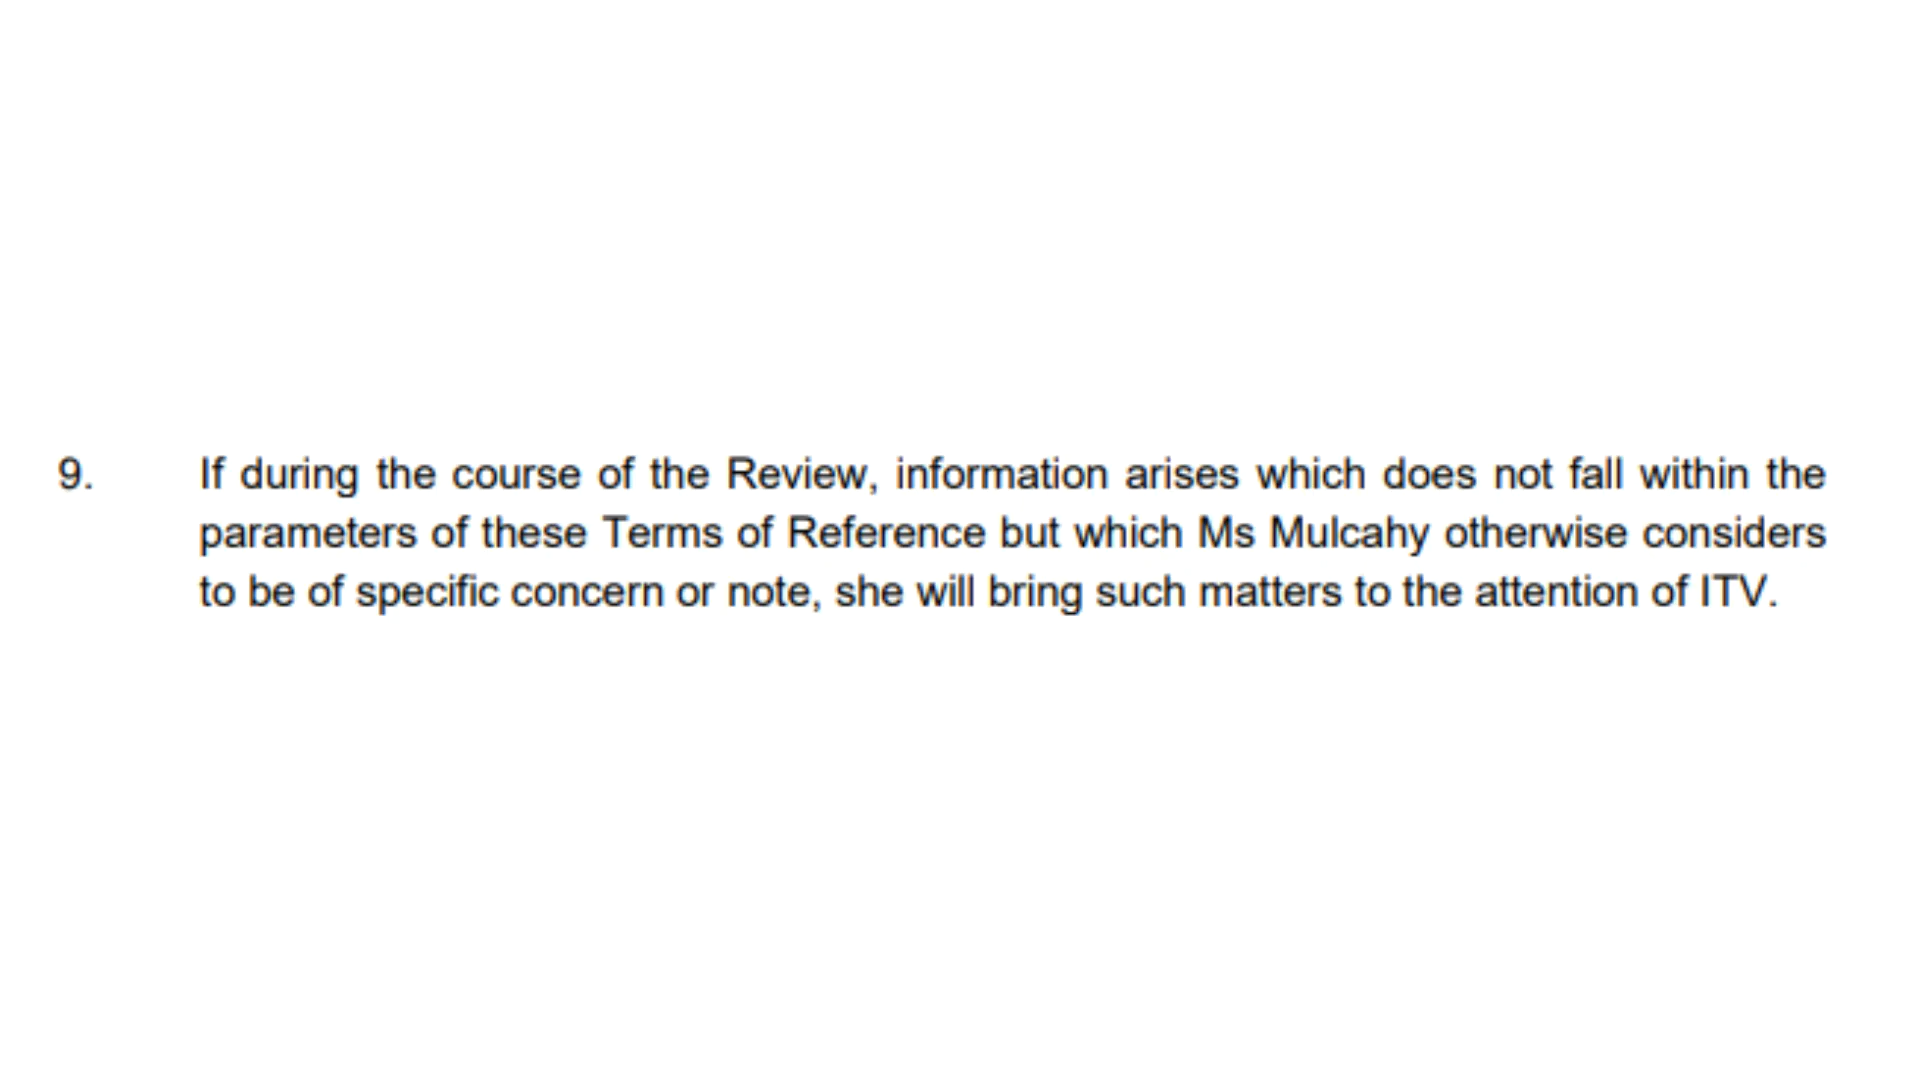 9. If during the course of the Review, information arises which does not fall within the
parameters of these Terms of Reference but which Ms Mulcahy otherwise considers
to be of specific concern or note, she will bring such matters to the attention of ITV.